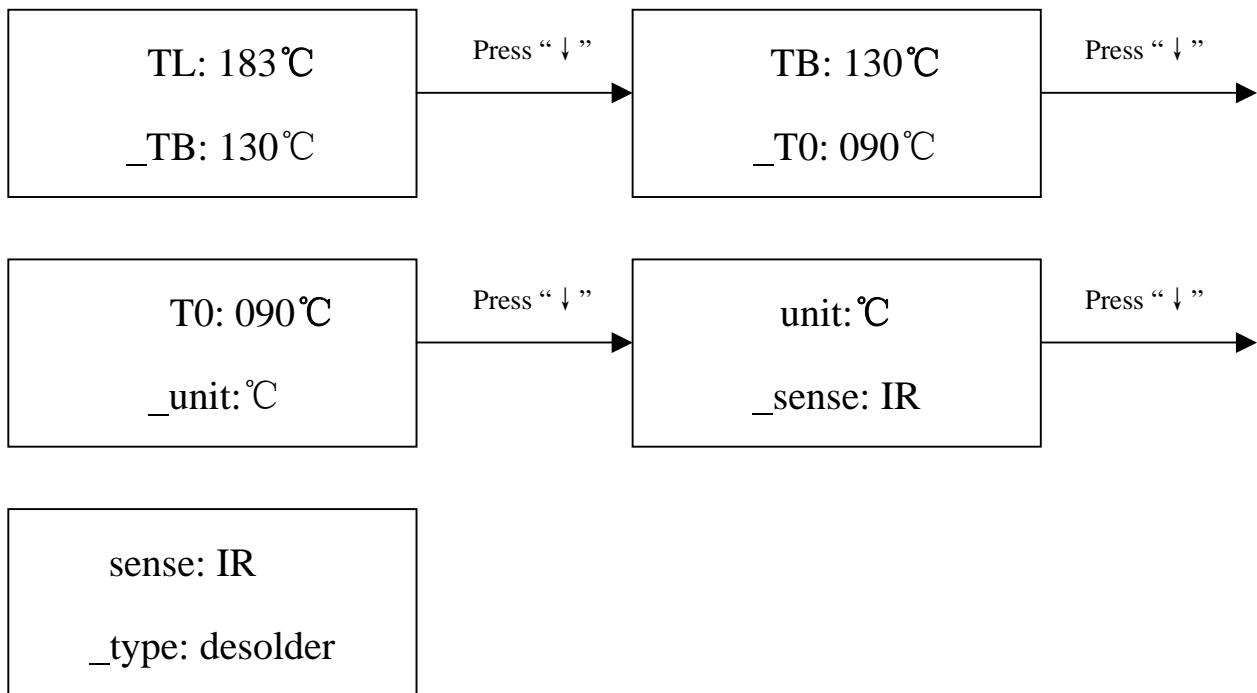 TL: 183℃
_TB: 130℃
Press “↓”
TB: 130℃
_T0: 090℃
Press “↓”
T0: 090℃
_unit:℃
Press “↓”
unit:℃
_sense: IR
Press “↓”
sense: IR
_type: desolder